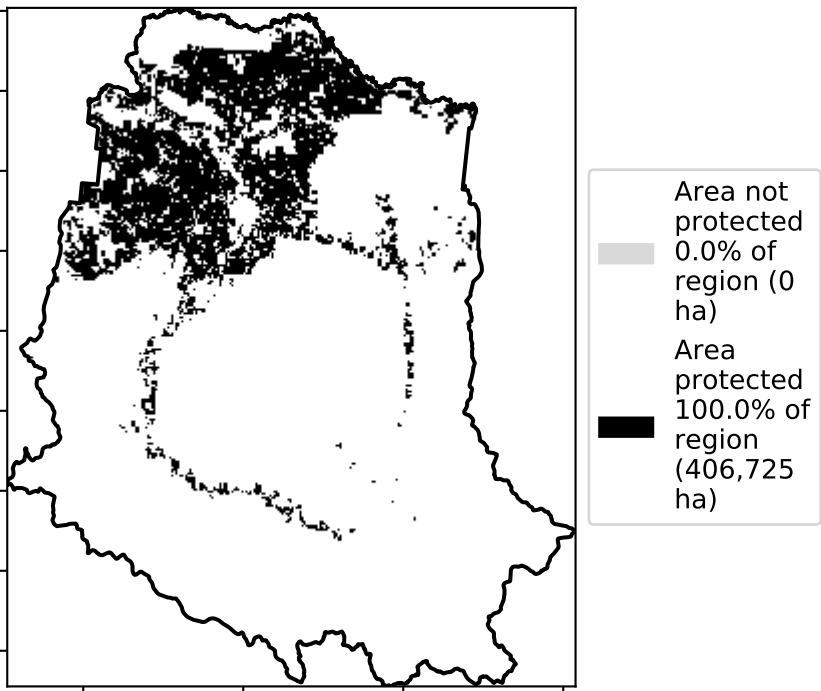 Area not
protected
0.0% of
region (0
ha)
Area
protected
100.0% of
region
(406,725
ha)